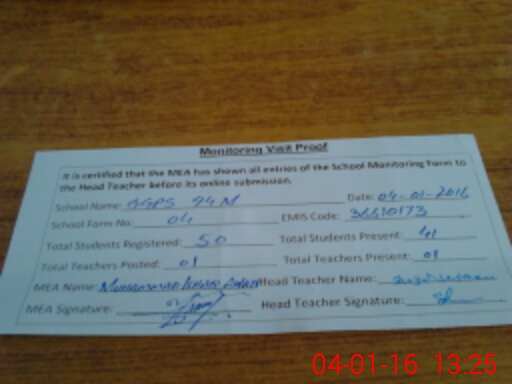 Monitoring Visit Proof
It is certified that the MEA has shown all entries of the School Monitoring Form to
the Head Teacher before its online submission.
School Name: GGPS 94 M Date: 04-01-2016
School Form No: 04 EMIS Code:
Total Students Registered: 50 Total Students Present: 41
Total Teachers Posted: 01 Total Teachers Present: 01
MEA Name: Muhammad Head Teacher Name:
MEA Signature: Head Teacher Signature:
04-01-16 13:25